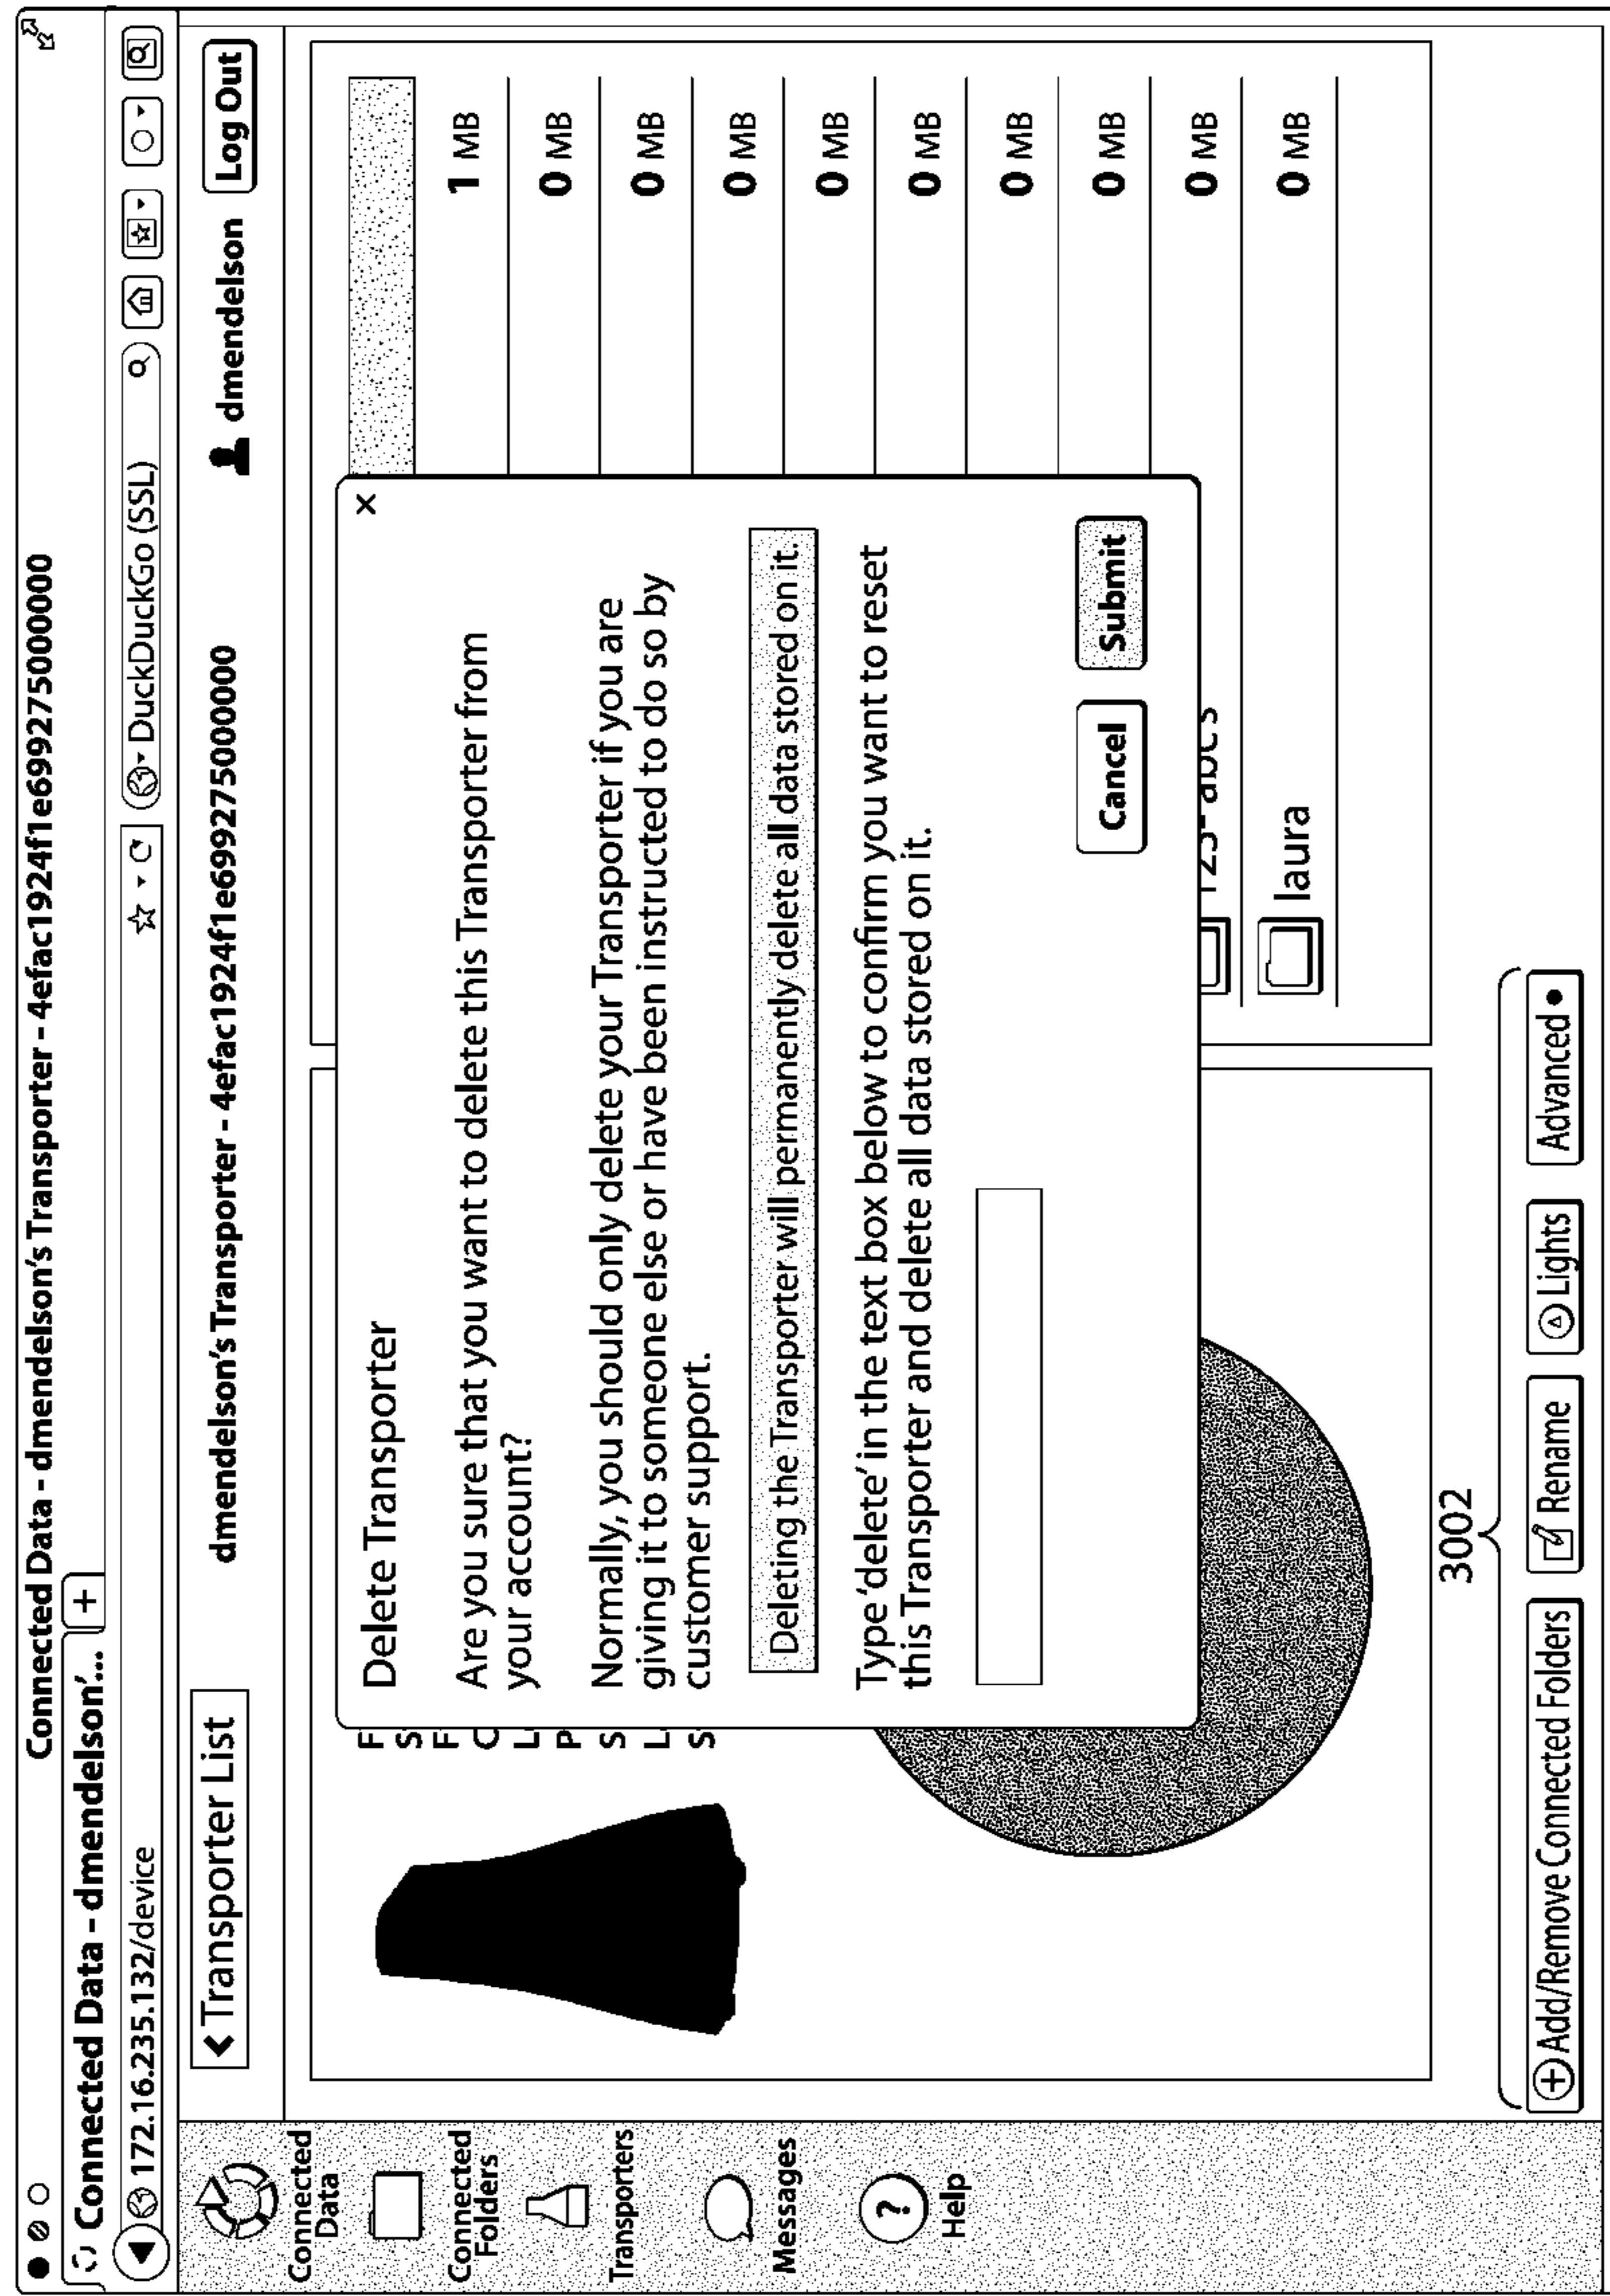 Connected Data - dmendelson's Transporter - 4efac1924f1e69927500000
Connected Data - dmendelson'... +
172.16.235.132/device
DuckDuckGo (SSL)
Transporter List
dmendelson's Transporter - 4efac1924f1e69927500000
dmendelson
Log Out
Connected
Data
Connected
Folders
Transporters
Messages
? Help
F
S
F
C
L
P
S
L
S
Delete Transporter
x
Are you sure that you want to delete this Transporter from
your account?
Normally, you should only delete your Transporter if you are
giving it to someone else or have been instructed to do so by
customer support.
Deleting the Transporter will permanently delete all data stored on it.
Type 'delete' in the text box below to confirm you want to reset
this Transporter and delete all data stored on it.
Cancel
Submit
1 MB
0 MB
0 MB
0 MB
0 MB
0 MB
0 MB
0 MB
0 MB
laura 0 MB
3002
Add/Remove Connected Folders
Rename
Lights
Advanced